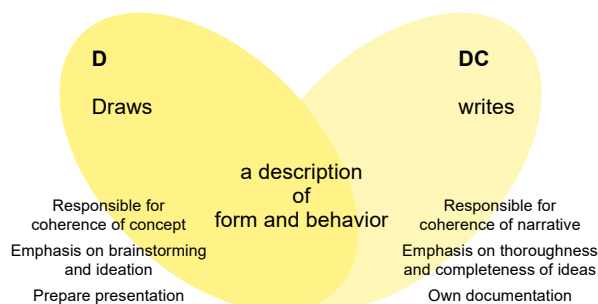 D
Draws
DC
writes
a description
of
form and behavior
Responsible for
coherence of concept
Emphasis on brainstorming
and ideation
Prepare presentation
Responsible for
coherence of narrative
Emphasis on thoroughness
and completeness of ideas
Own documentation